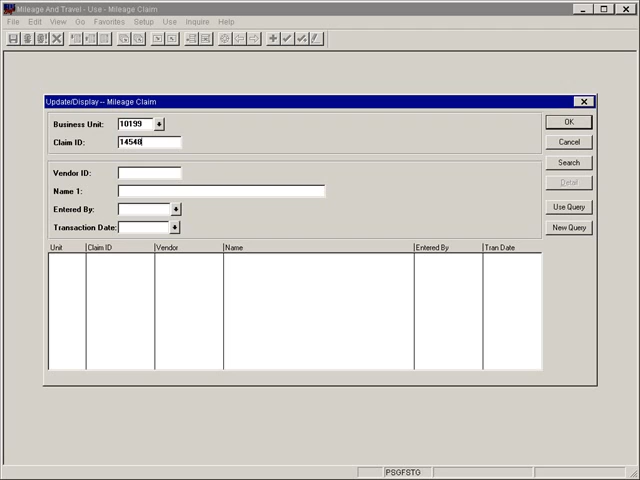 Mileage And Travel - Use - Mileage Claim
File Edit View Go Favorites Setup Use Inquire Help
Update/Display -- Mileage Claim
Business Unit: 10199
OK
Claim ID: 14548
Cancel
Search
Vendor ID:
Detail
Name 1:
Entered By:
Use Query
Transaction Date:
New Query
Unit Claim ID Vendor Name Entered By Tran Date
PSGFSTG